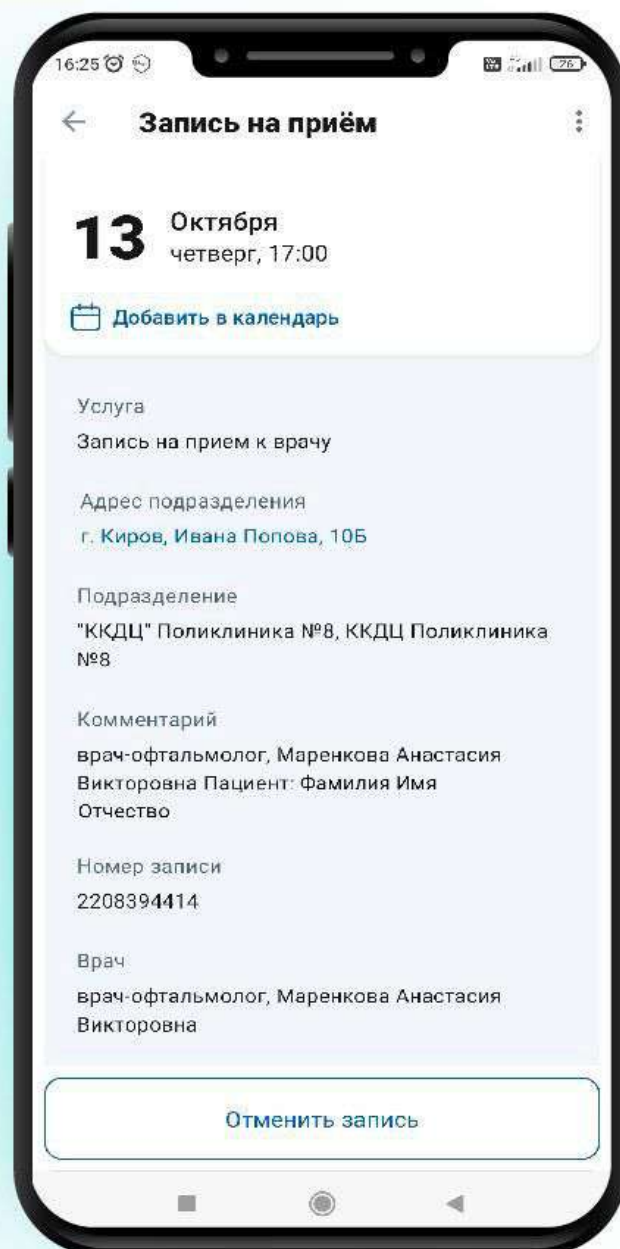 16:25
26
Запись на приём
13
Октября
четверг, 17:00
Добавить в календарь
Услуга
Запись на прием к врачу
Адрес подразделения
г. Киров, Ивана Попова, 10Б
Подразделение
"ККДЦ" Поликлиника №8, ККДЦ Поликлиника
№8
Комментарий
врач-офтальмолог, Маренкова Анастасия
Викторовна Пациент: Фамилия Имя
Отчество
Номер записи
2208394414
Врач
врач-офтальмолог, Маренкова Анастасия
Викторовна
Отменить запись